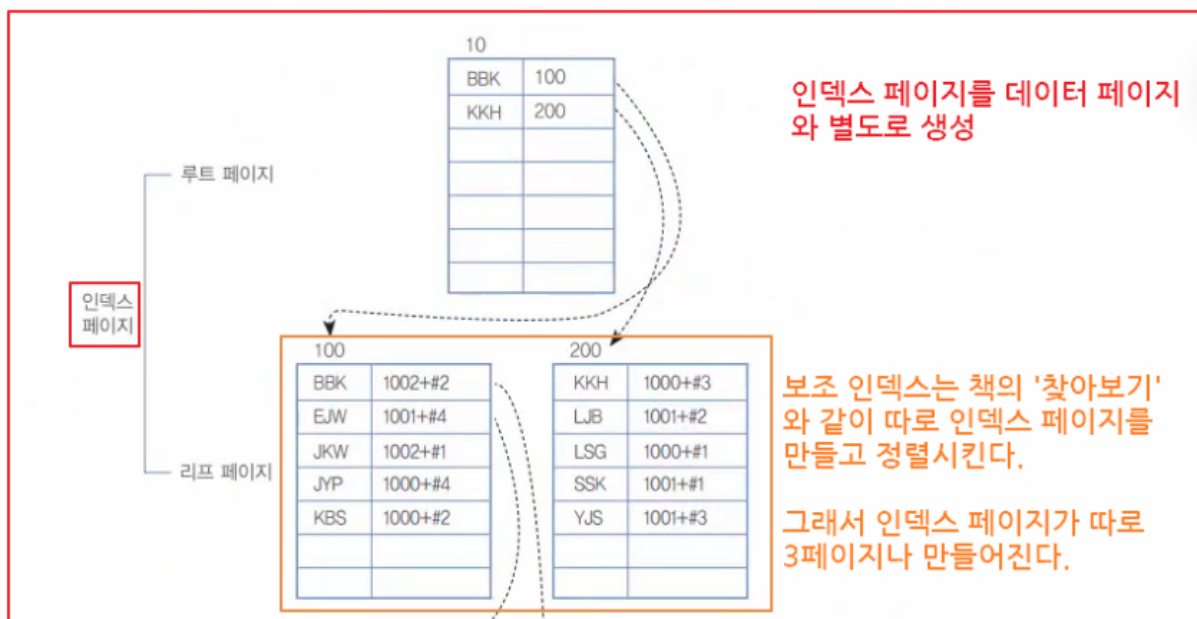 10
BBK 100
KKH 200
인덱스 페이지를 데이터 페이지
와 별도로 생성
루트 페이지
인덱스
페이지
리프 페이지
100
BBK 1002+#2
EJW 1001+#4
JKW 1002+#1
JYP 1000+#4
KBS 1000+#2
200
KKH 1000+#3
LJB 1001+#2
LSG 1000+#1
SSK 1001+#1
YJS 1001+#3
보조 인덱스는 책의 '찾아보기'
와 같이 따로 인덱스 페이지를
만들고 정렬시킨다.
그래서 인덱스 페이지가 따로
3페이지나 만들어진다.